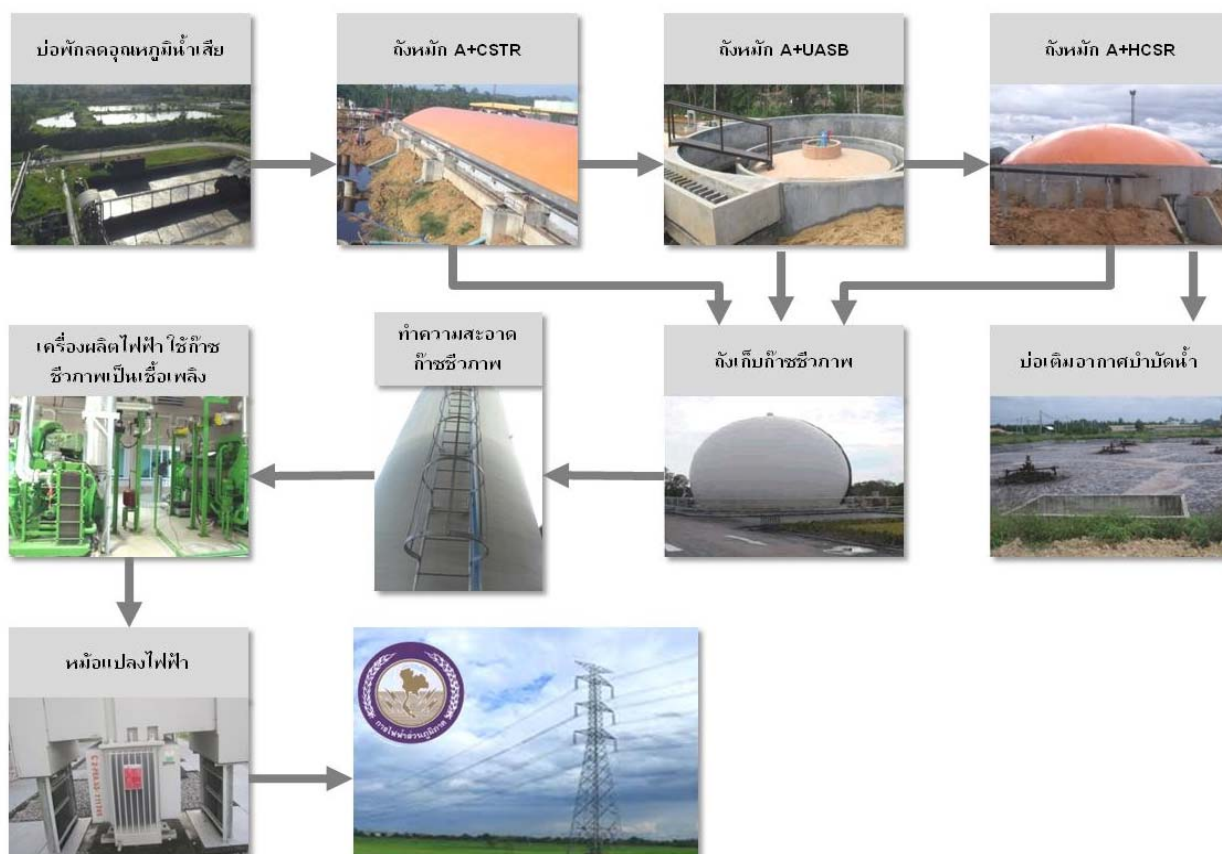 บ่อพักลดอุณหภูมิน้ำเสีย
ถังหมัก A+CSTR
ถังหมัก A+UASB
ถังหมัก A+HCSR
เครื่องผลิตไฟฟ้า ใช้ก๊าซ
ชีวภาพเป็นเชื้อเพลิง
ทำความสะอาด
ก๊าซชีวภาพ
ถังเก็บก๊าซชีวภาพ
บ่อเติมอากาศบำบัดน้ำ
หม้อแปลงไฟฟ้า
การไฟฟ้าส่วนภูมิภาค